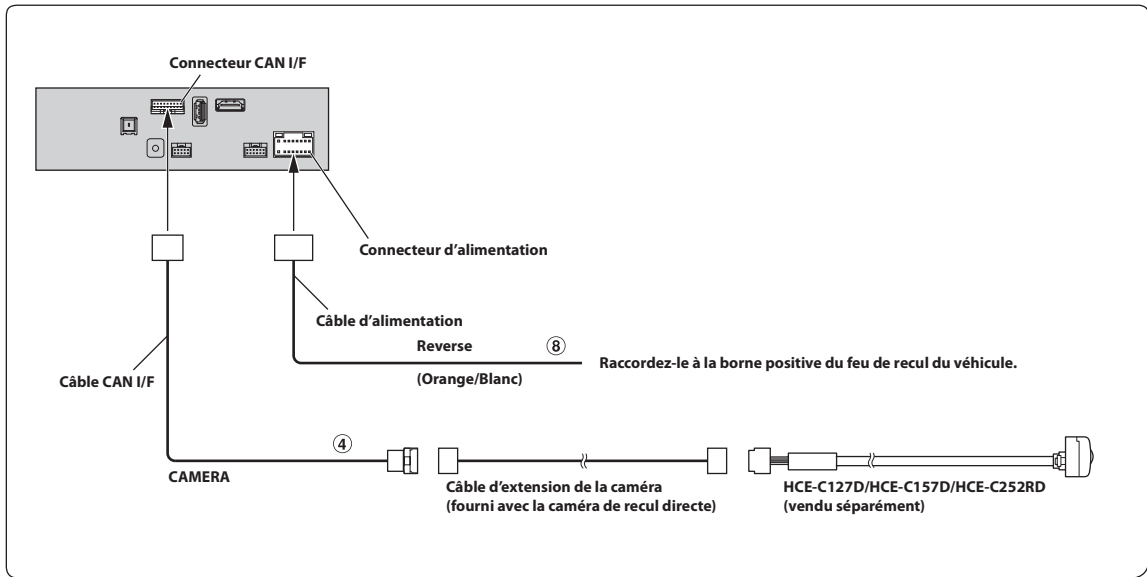 Connecteur CAN I/F
Connecteur d’alimentation
Câble d’alimentation
Reverse
⑧
Raccordez-le à la borne positive du feu de recul du véhicule.
(Orange/Blanc)
Câble CAN I/F
④
CAMERA
Câble d’extension de la caméra
(fourni avec la caméra de recul directe)
HCE-C127D/HCE-C157D/HCE-C252RD
(vendu séparément)